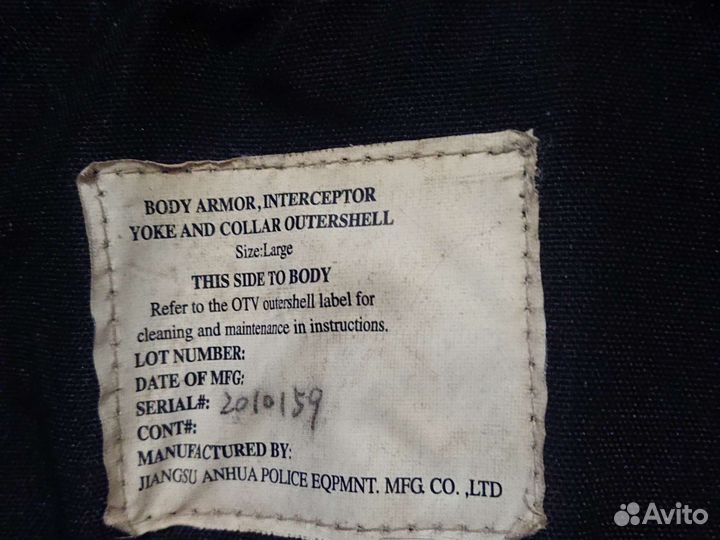 BODY ARMOR, INTERCEPTOR
YOKE AND COLLAR OUTERSHELL
Size:Large
THIS SIDE TO BODY
Refer to the OTV outershell label for
cleaning and maintenance in instructions.
LOT NUMBER:
DATE OF MFG:
SERIAL#: 2010159
CONT#:
MANUFACTURED BY:
JIANGSU ANHUA POLICE EQPMNT. MFG. CO. ,LTD
Avito